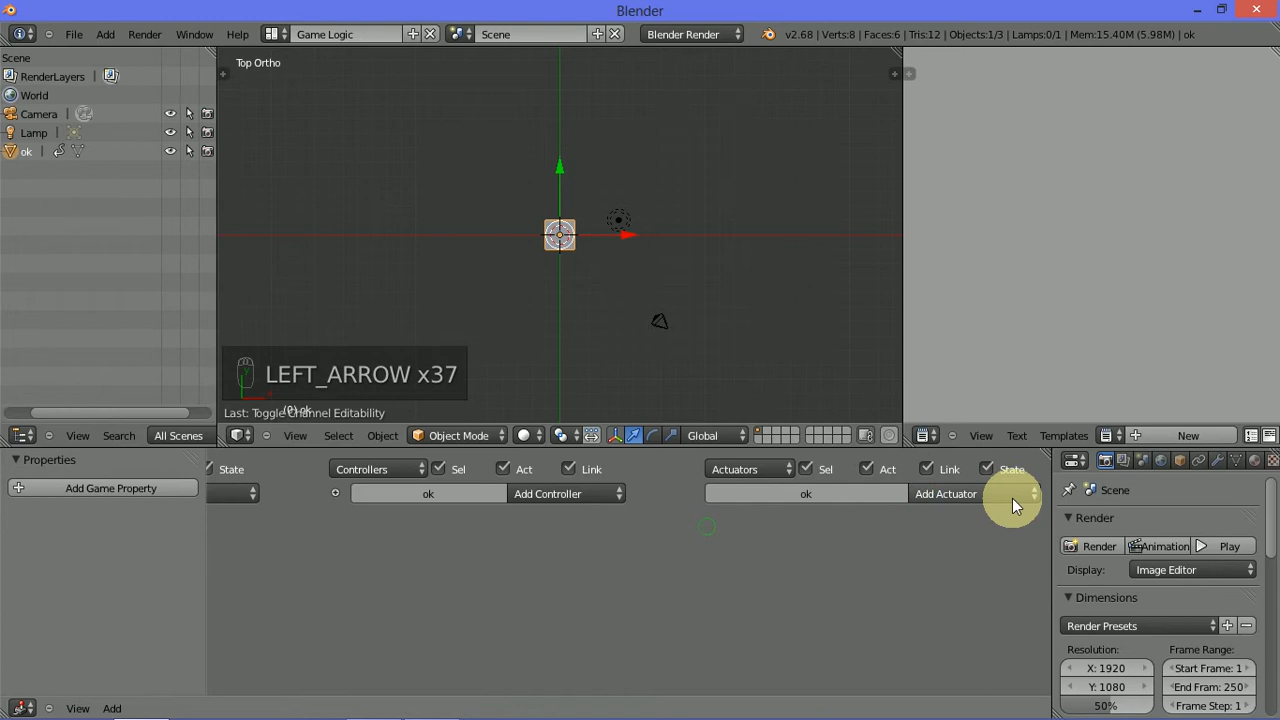 Blender
File Add Render Window Help Game Logic Scene Blender Render v2.68 | Verts:8 | Faces:6 | Tris:12 | Objects:1/3 | Lamps:0/1 | Mem:15.40M (5.98M) | ok
Scene
RenderLayers |
World
Camera |
Lamp |
ok |
Top Ortho
LEFT_ARROW x37
(0) ok
Last: Toggle Channel Editability
View Search All Scenes
View Select Object Object Mode Global
View Text Templates New
Properties
Add Game Property
State Controllers Sel Act Link Actuators Sel Act Link State
ok Add Controller ok Add Actuator
Scene
Render
Render Animation Play
Display: Image Editor
Dimensions
Render Presets
Resolution: Frame Range:
X: 1920 Start Frame: 1
Y: 1080 End Fram: 250
50% Frame Step: 1
View Add